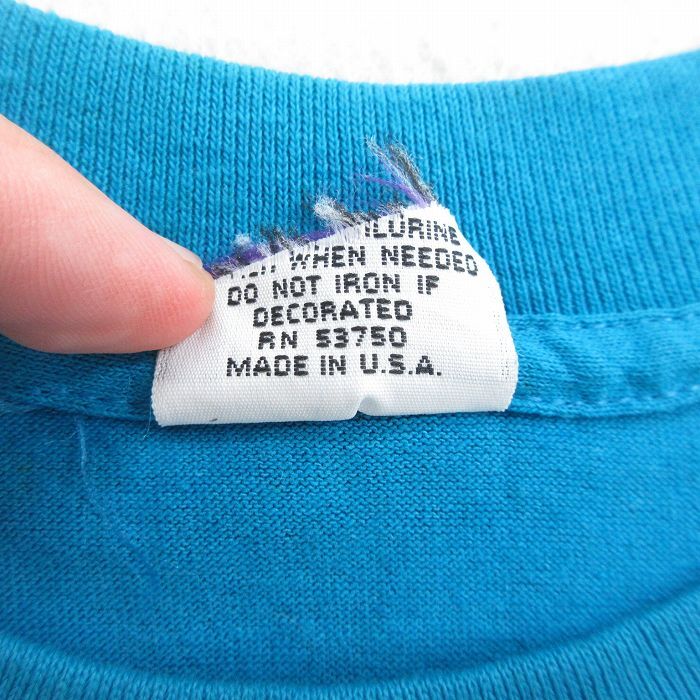 WHEN NEEDED
DO NOT IRON IF
DECORATED
RN 53750
MADE IN U.S.A.